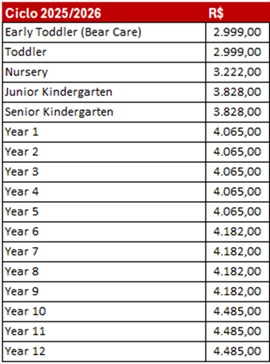 Ciclo 2025/2026 R$
Early Toddler (Bear Care) 2.999,00
Toddler 2.999,00
Nursery 3.222,00
Junior Kindergarten 3.828,00
Senior Kindergarten 3.828,00
Year 1 4.065,00
Year 2 4.065,00
Year 3 4.065,00
Year 4 4.065,00
Year 5 4.065,00
Year 6 4.182,00
Year 7 4.182,00
Year 8 4.182,00
Year 9 4.182,00
Year 10 4.485,00
Year 11 4.485,00
Year 12 4.485,00